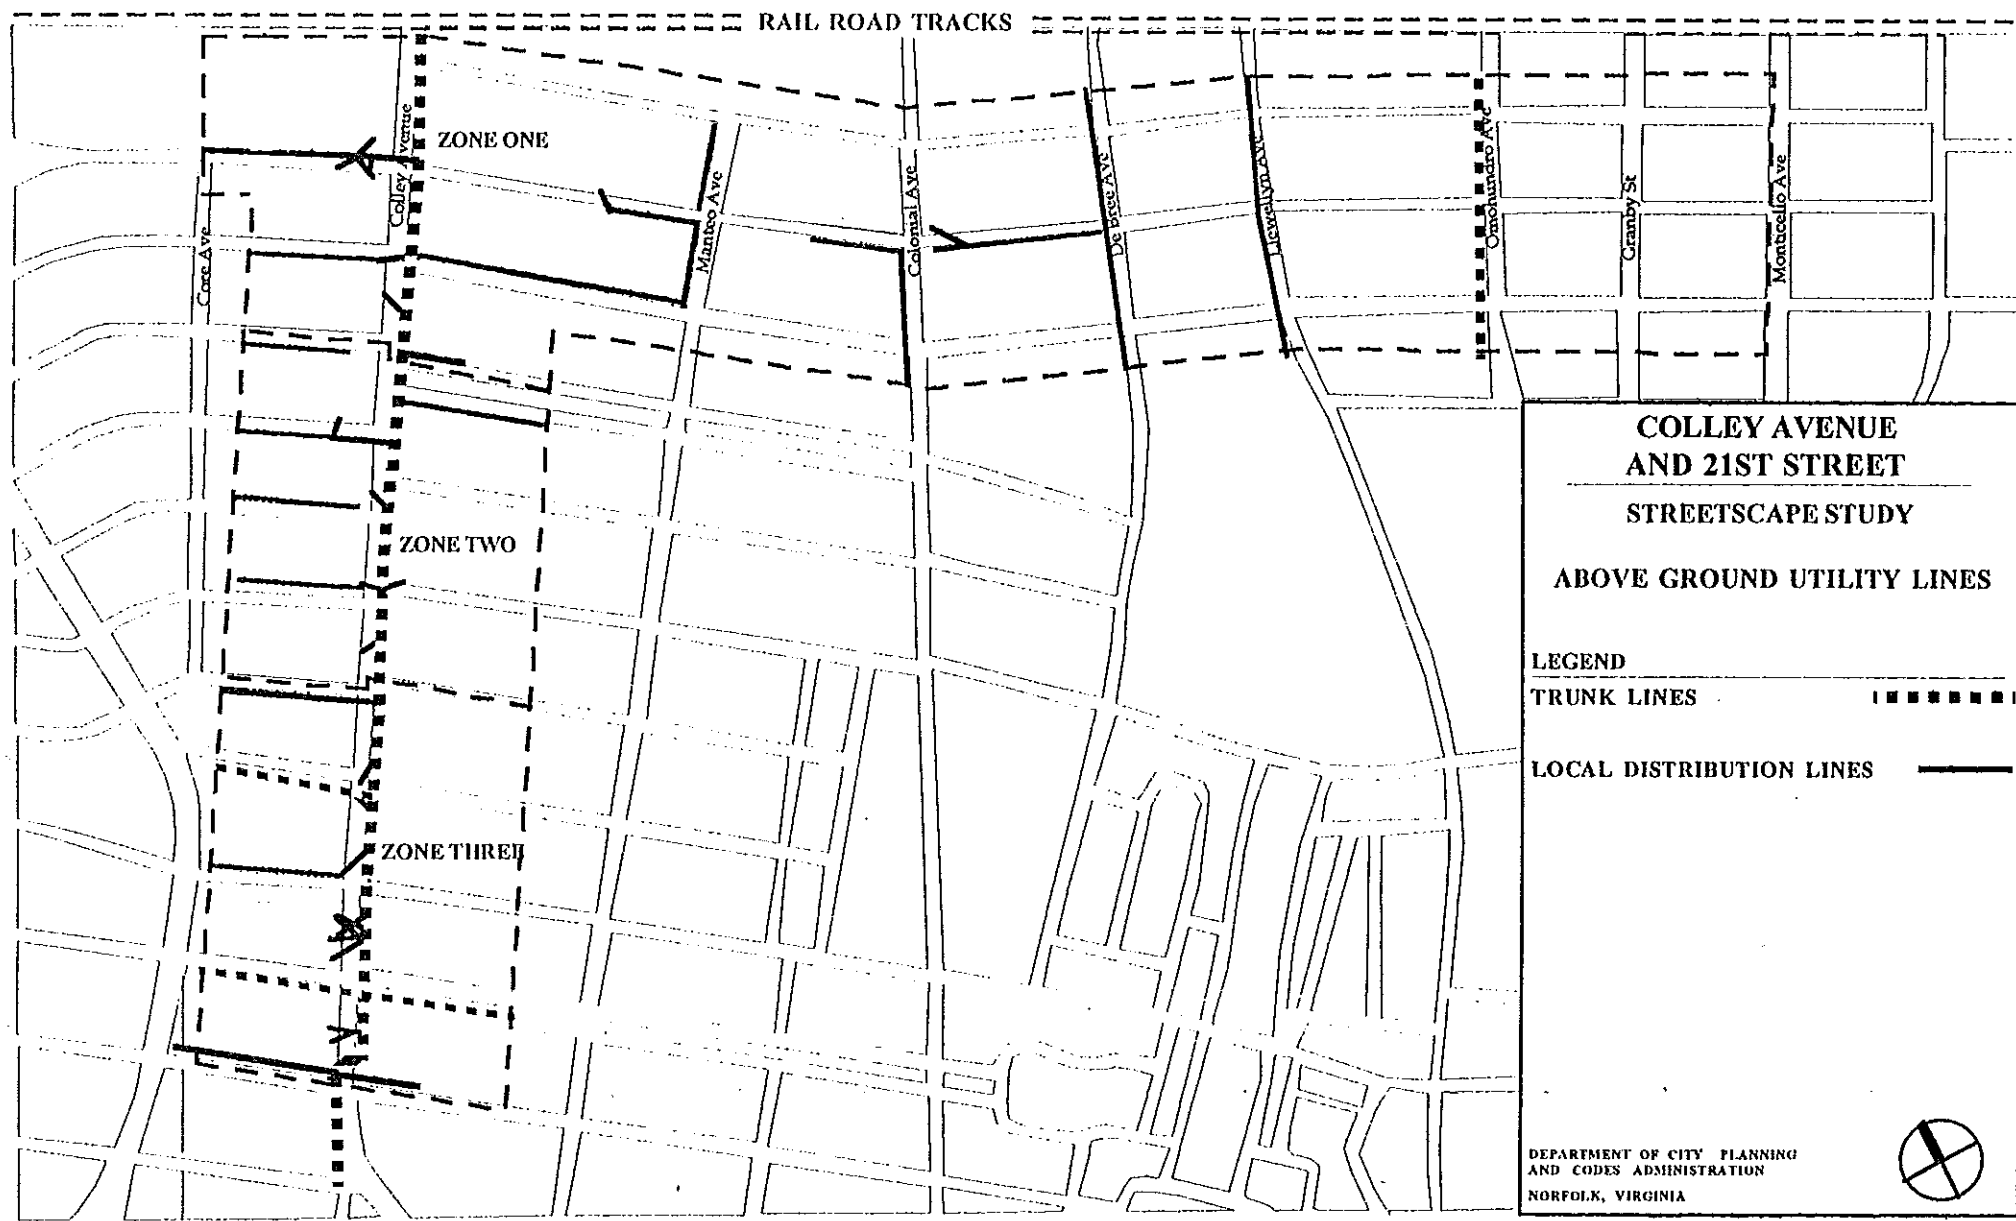 RAIL ROAD TRACKS
ZONE ONE
Colley Avenue
Core Ave
Manteo Ave
Colonial Ave
De bree Ave
Llewellyn Ave
Omohundro Ave
Granby St
Monticello Ave
ZONE TWO
ZONE THREE
COLLEY AVENUE
AND 21ST STREET
STREETSCAPE STUDY
ABOVE GROUND UTILITY LINES
LEGEND
TRUNK LINES
LOCAL DISTRIBUTION LINES
DEPARTMENT OF CITY PLANNING
AND CODES ADMINISTRATION
NORFOLK, VIRGINIA